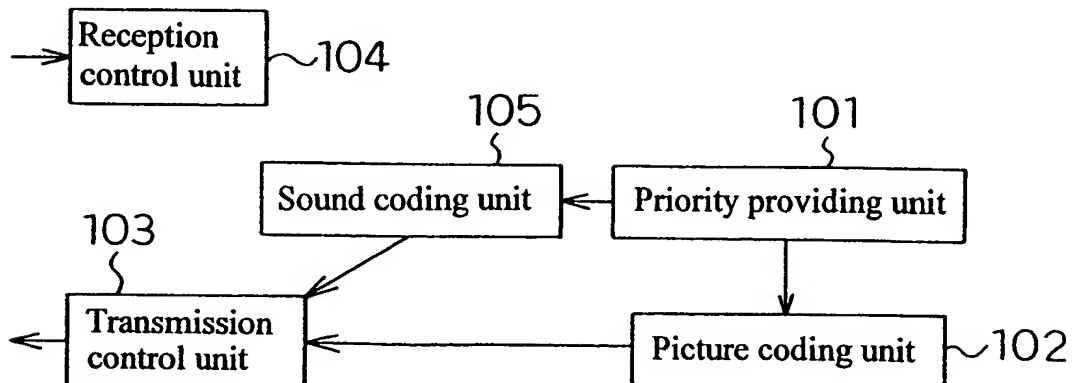 Reception
control unit
104
105
101
Sound coding unit
Priority providing unit
103
Transmission
control unit
Picture coding unit
102